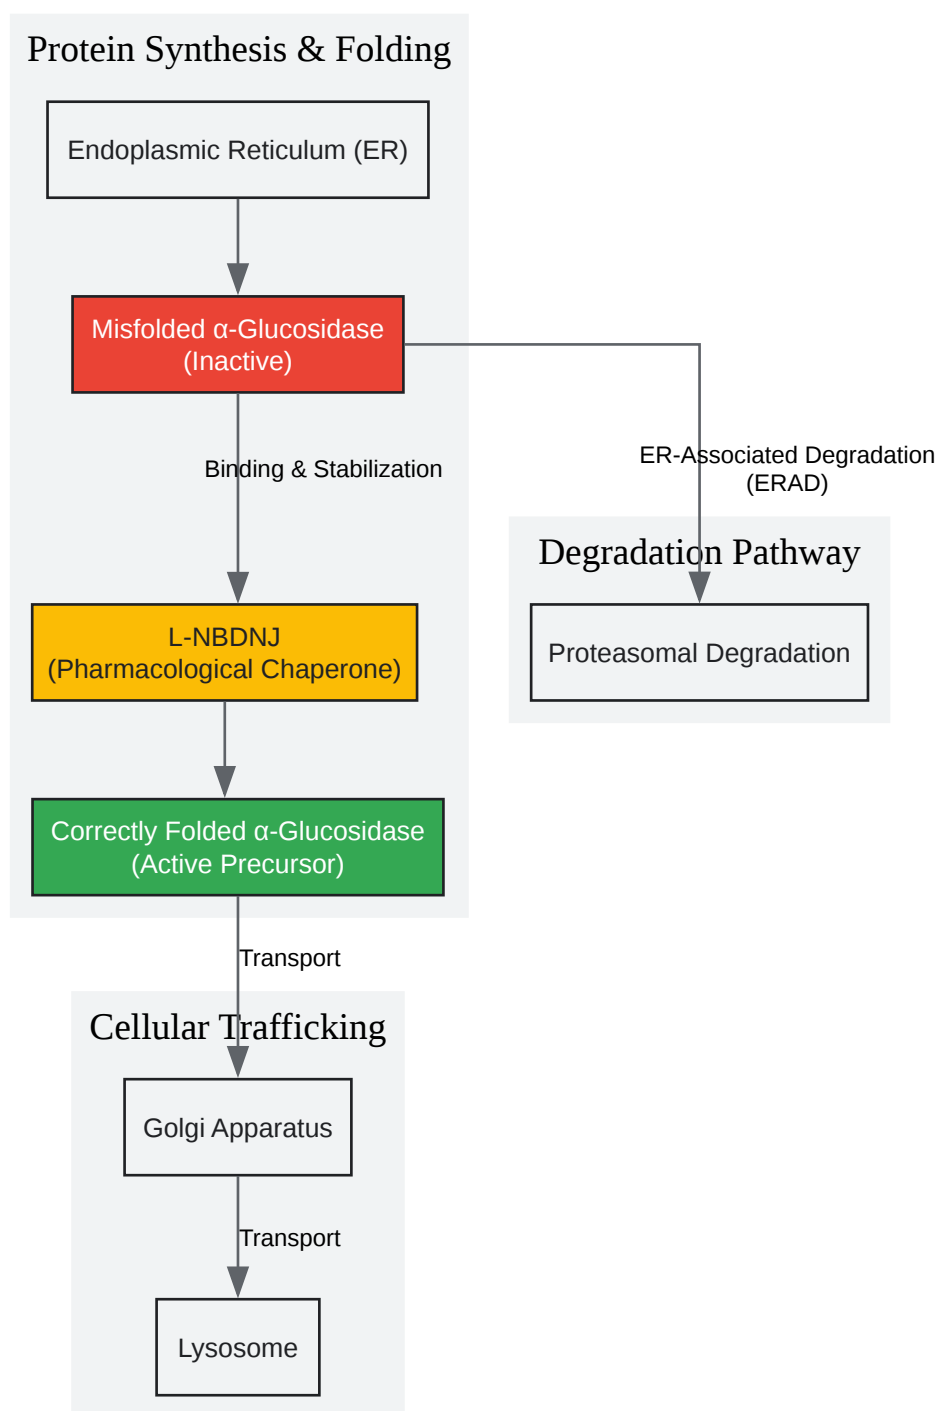 Protein Synthesis & Folding
Endoplasmic Reticulum (ER)
Misfolded α-Glucosidase
(Inactive)
Binding & Stabilization
ER-Associated Degradation
(ERAD)
Degradation Pathway
Proteasomal Degradation
L-NBDNJ
(Pharmacological Chaperone)
Correctly Folded α-Glucosidase
(Active Precursor)
Transport
Cellular Trafficking
Golgi Apparatus
Transport
Lysosome